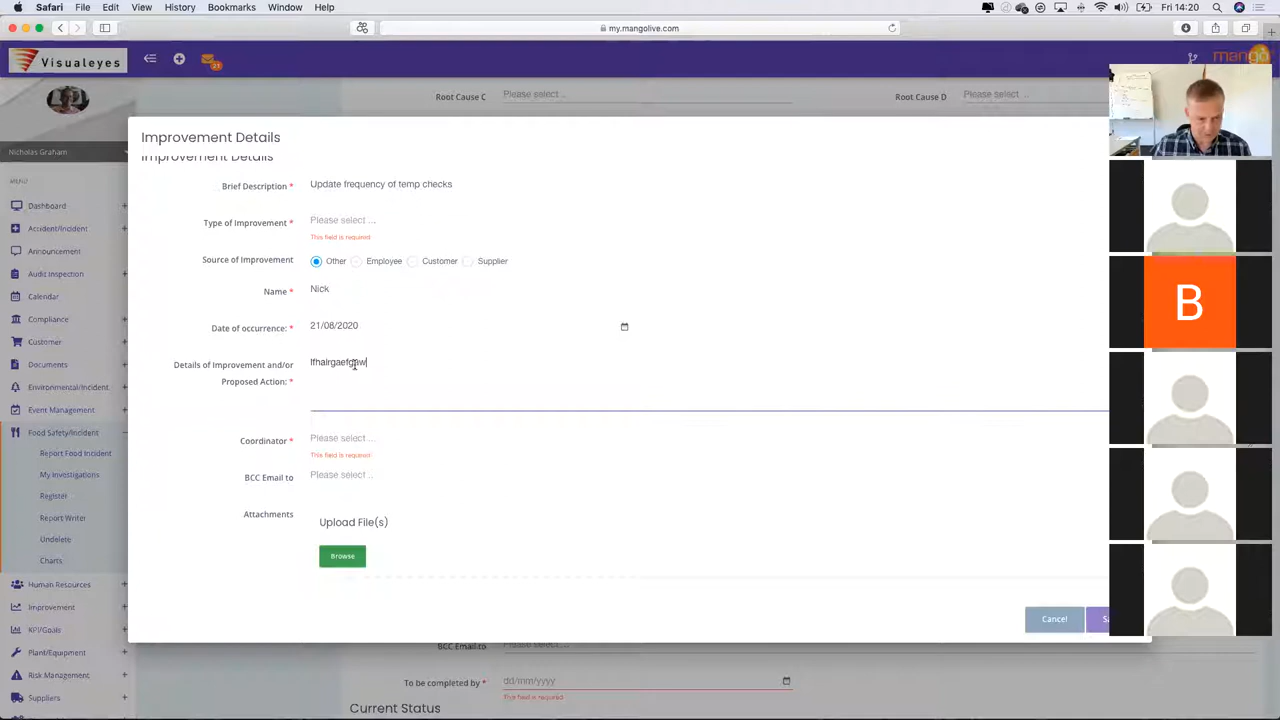 Safari File Edit View History Bookmarks Window Help
Fri 14:20
my.mangolive.com
Visualeyes
21
mango
Root Cause C
Please select ..
Root Cause D
Please select ...
Nicholas Graham
MENU
Dashboard
Accident/Incident
Announcement
Audit Inspection
Calendar
Compliance
Customer
Documents
Environmental/Incident
Event Management
Food Safety/Incident
Report Food Incident
My Investigations
Register
Report Writer
Undelete
Charts
Human Resources
Improvement
KPI/Goals
Plant/Equipment
Risk Management
Suppliers
Improvement Details
Improvement Details
Brief Description *
Update frequency of temp checks
Type of Improvement *
Please select ...
This field is required
Source of Improvement
Other Employee Customer Supplier
Name *
Nick
Date of occurrence: *
21/08/2020
Details of Improvement and/or
Proposed Action: *
Coordinator *
Please select ...
This field is required
BCC Email to
Please select ..
Attachments
Upload File(s)
Browse
Cancel
B
BCC Email to
Please select ...
To be completed by *
dd/mm/yyyy
This field is required
Current Status